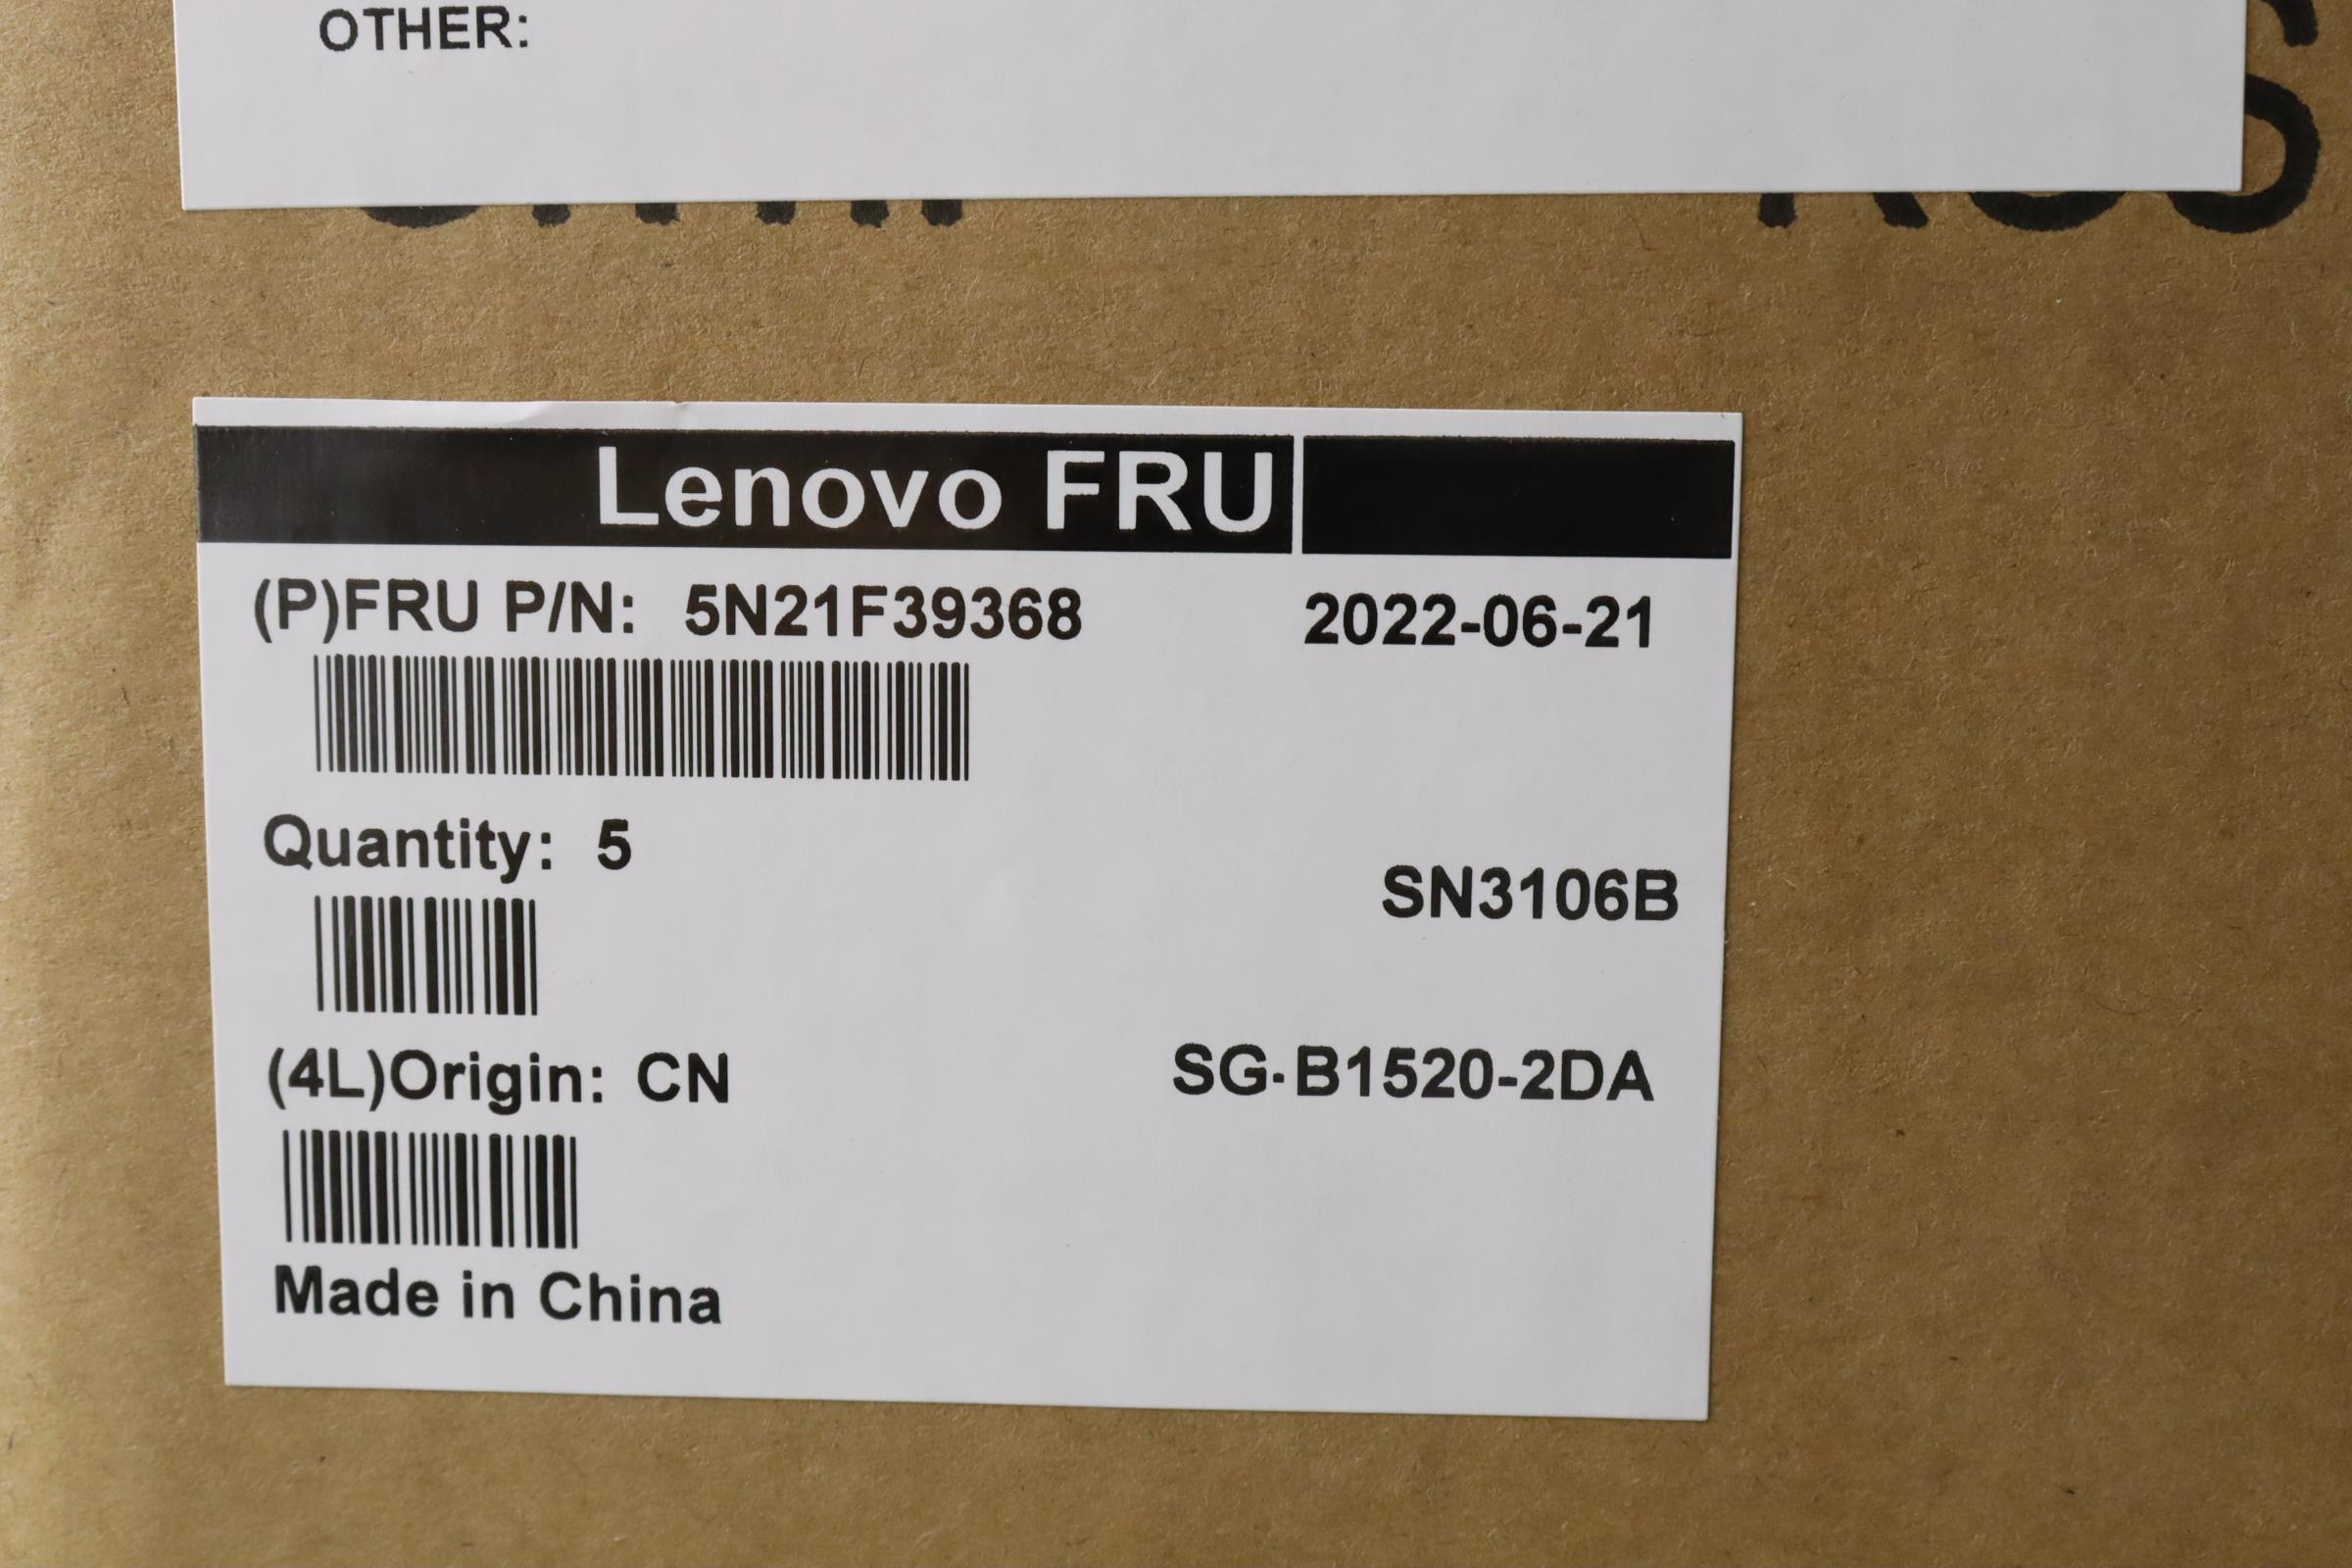 OTHER:
Lenovo FRU
(P)FRU P/N: 5N21F39368 2022-06-21
Quantity: 5
SN3106B
(4L)Origin: CN SG-B1520-2DA
Made in China